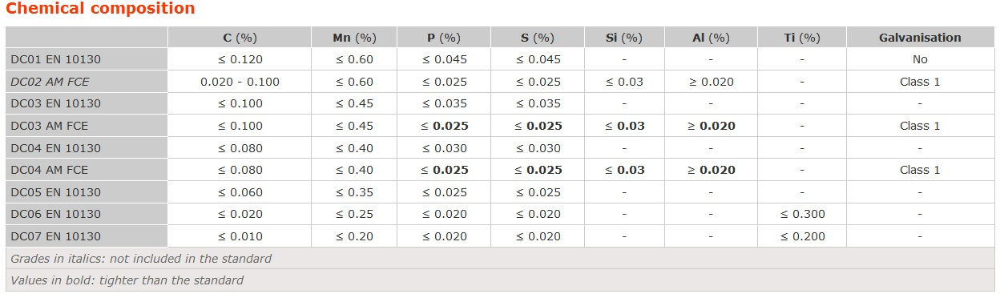 Chemical composition
C (%) Mn (%) P (%) S (%) Si (%) Al (%) Ti (%) Galvanisation
DC01 EN 10130 ≤ 0.120 ≤ 0.60 ≤ 0.045 ≤ 0.045 - - - No
DC02 AM FCE 0.020 - 0.100 ≤ 0.60 ≤ 0.025 ≤ 0.025 ≤ 0.03 ≥ 0.020 - Class 1
DC03 EN 10130 ≤ 0.100 ≤ 0.45 ≤ 0.035 ≤ 0.035 - - - -
DC03 AM FCE ≤ 0.100 ≤ 0.45 ≤ 0.025 ≤ 0.025 ≤ 0.03 ≥ 0.020 - Class 1
DC04 EN 10130 ≤ 0.080 ≤ 0.40 ≤ 0.030 ≤ 0.030 - - - -
DC04 AM FCE ≤ 0.080 ≤ 0.40 ≤ 0.025 ≤ 0.025 ≤ 0.03 ≥ 0.020 - Class 1
DC05 EN 10130 ≤ 0.060 ≤ 0.35 ≤ 0.025 ≤ 0.025 - - - -
DC06 EN 10130 ≤ 0.020 ≤ 0.25 ≤ 0.020 ≤ 0.020 - - ≤ 0.300 -
DC07 EN 10130 ≤ 0.010 ≤ 0.20 ≤ 0.020 ≤ 0.020 - - ≤ 0.200 -
Grades in italics: not included in the standard
Values in bold: tighter than the standard